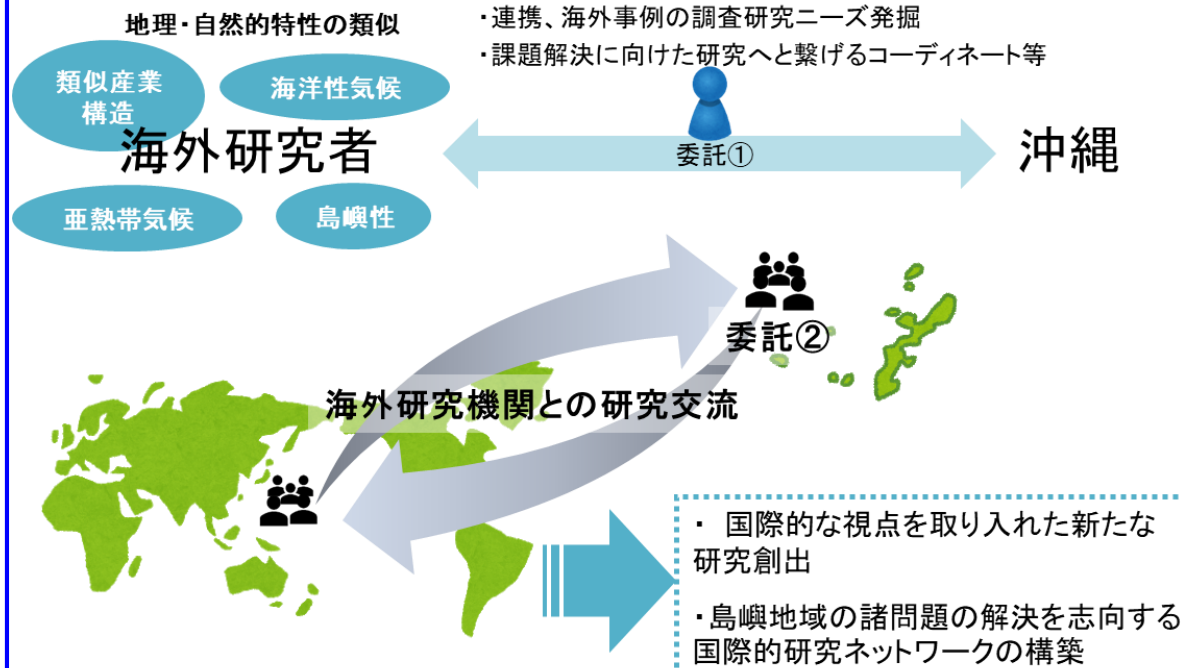 地理・自然的特性の類似
・連携、海外事例の調査研究ニーズ発掘
・課題解決に向けた研究へと繋げるコーディネート等
類似産業
構造
海洋性気候
海外研究者
委託①
沖縄
亜熱帯気候
島嶼性
委託②
海外研究機関との研究交流
・ 国際的な視点を取り入れた新たな
研究創出
・島嶼地域の諸問題の解決を志向する
国際的研究ネットワークの構築